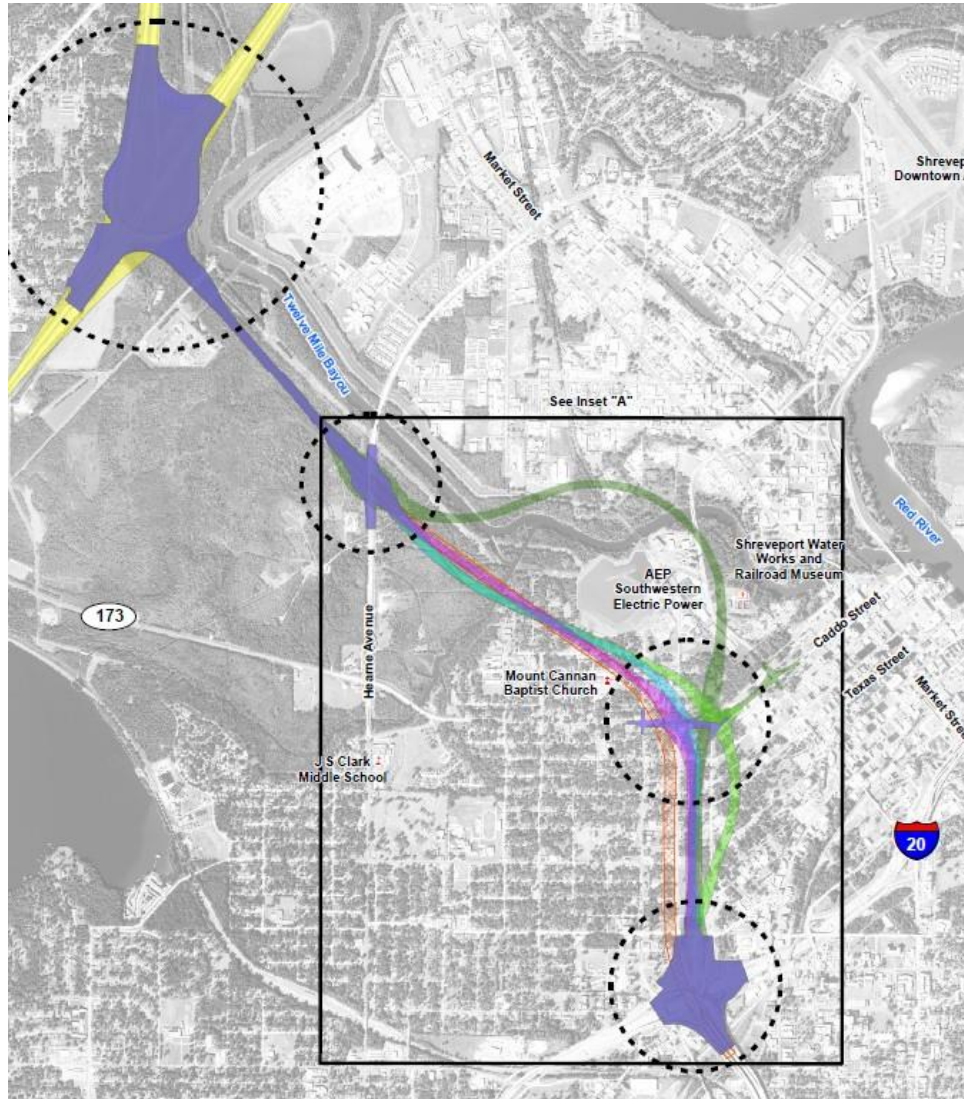 Market Street
Shrevep
Downtown
Twelve Mile Bayou
See Inset "A"
Red River
Shreveport Water
Works and
Railroad Museum
AEP
Southwestern
Electric Power
173
Hearne Avenue
Caddo Street
Mount Cannan
Baptist Church
Texas Street
Market Stree
J S Clark
Middle School
20